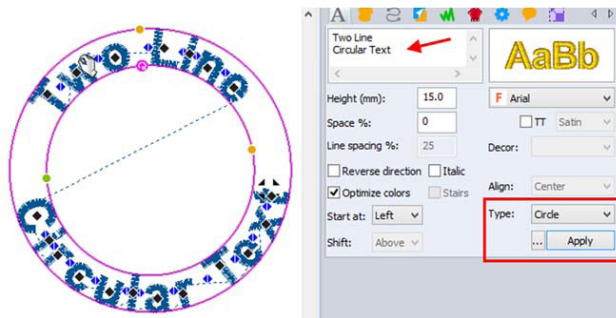 Two Line
Circular Text
A
Two Line
Circular Text
AaBb
Height (mm): 15.0
F Arial
Space %: 0
TT Satin
Line spacing %: 25
Decor:
Reverse direction Italic
Optimize colors Stairs
Align: Center
Start at: Left
Type: Circle
Shift: Above
... Apply